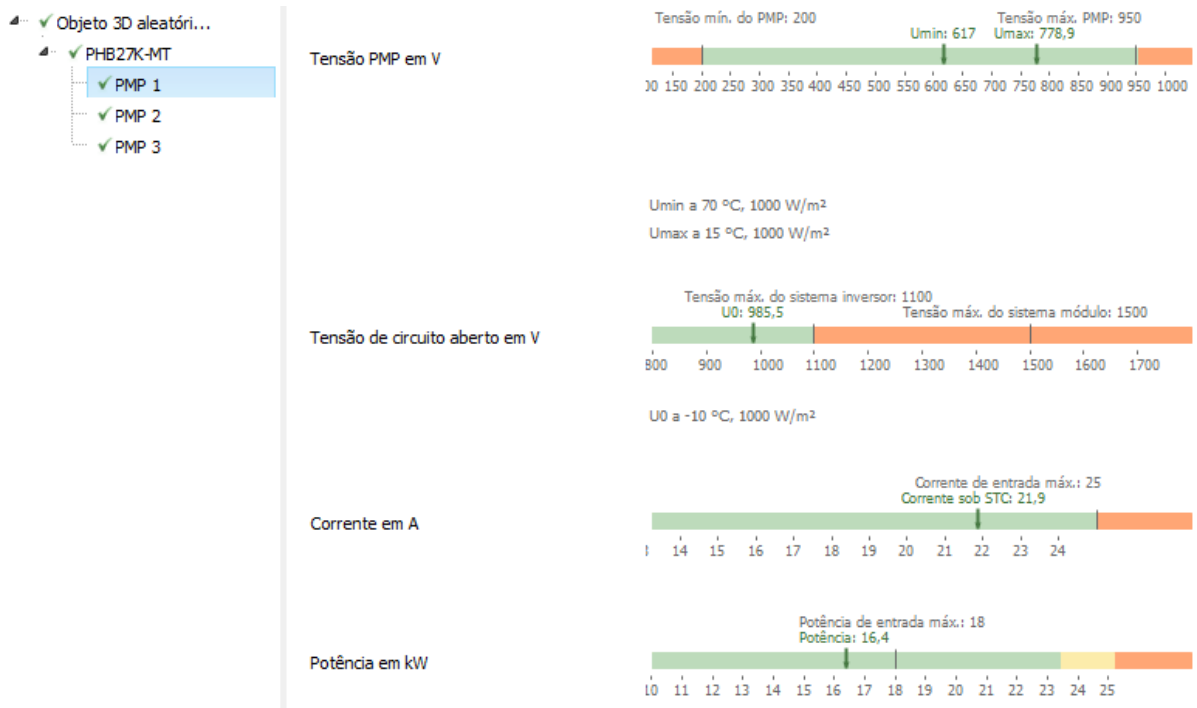 Objeto 3D aleatóri...
PHB27K-MT
PMP 1
PMP 2
PMP 3
Tensão PMP em V
Tensão mín. do PMP: 200
Tensão máx. PMP: 950
Umin: 617
Umax: 778,9
150 200 250 300 350 400 450 500 550 600 650 700 750 800 850 900 950 1000
Umin a 70 ºC, 1000 W/m²
Umax a 15 ºC, 1000 W/m²
Tensão de circuito aberto em V
Tensão máx. do sistema inversor: 1100
U0: 985,5
Tensão máx. do sistema módulo: 1500
800 900 1000 1100 1200 1300 1400 1500 1600 1700
U0 a -10 ºC, 1000 W/m²
Corrente em A
Corrente de entrada máx.: 25
Corrente sob STC: 21,9
14 15 16 17 18 19 20 21 22 23 24
Potência em kW
Potência de entrada máx.: 18
Potência: 16,4
10 11 12 13 14 15 16 17 18 19 20 21 22 23 24 25